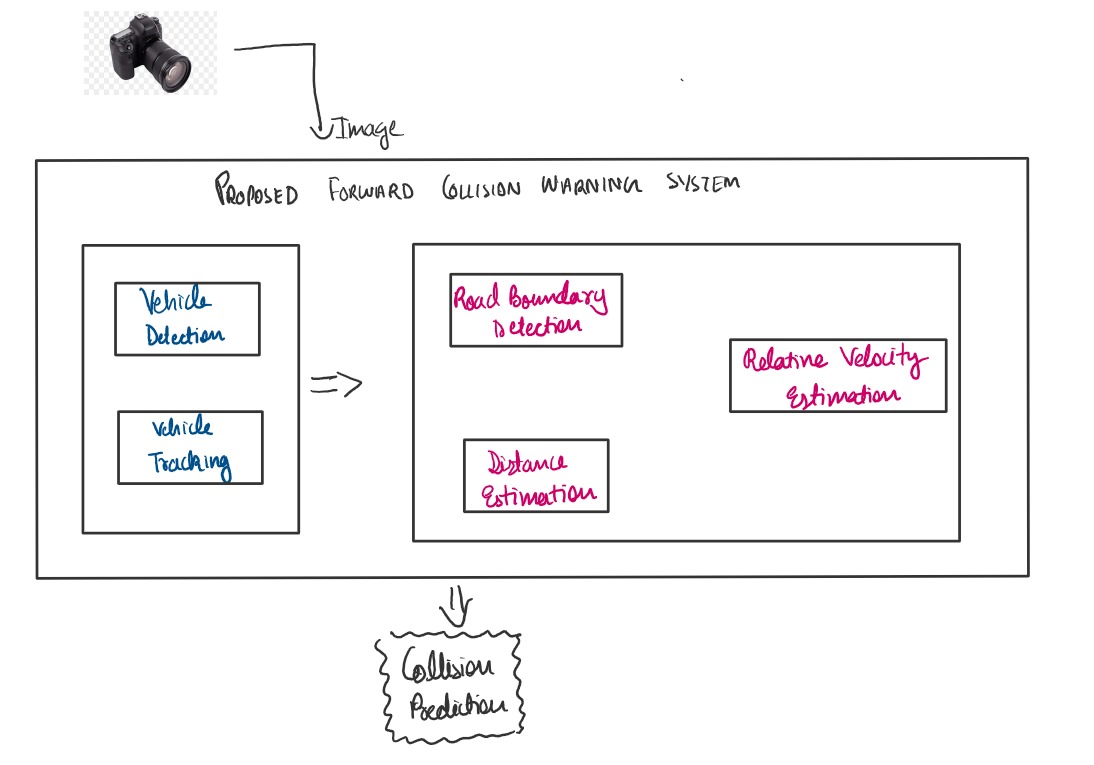 Image
PROPOSED FORWARD COLLISION WARNING SYSTEM
Vehicle
Detection
Vehicle
Tracking
Road Boundary
Detection
Distance
Estimation
Relative Velocity
Estimation
Collision
Prediction